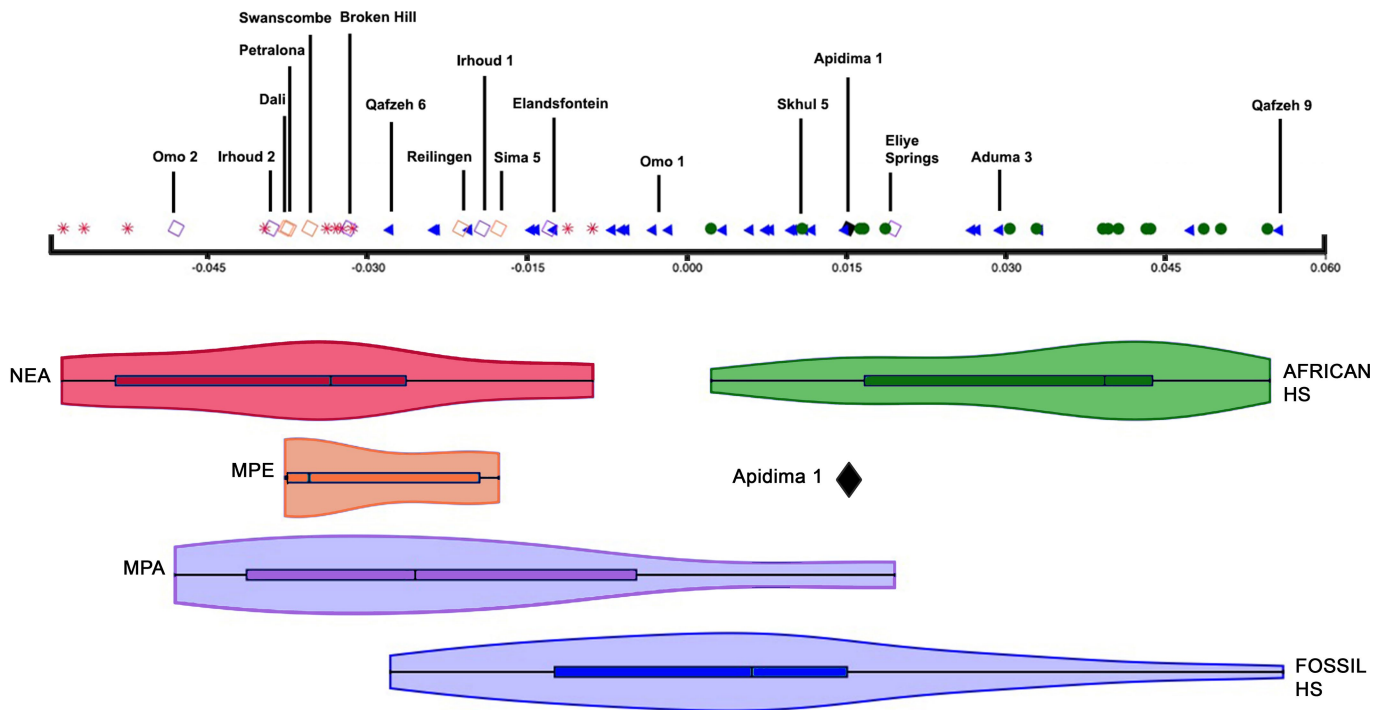 Swanscombe
Broken Hill
Petralona
Irhoud 1
Apidima 1
Dali
Qafzeh 6
Elandsfontein
Skhul 5
Qafzeh 9
Omo 2
Irhoud 2
Reilingen
Sima 5
Omo 1
Eliye
Springs
Aduma 3
-0.045
-0.030
-0.015
0.000
0.015
0.030
0.045
0.060
NEA
AFRICAN
HS
MPE
Apidima 1
MPA
FOSSIL
HS